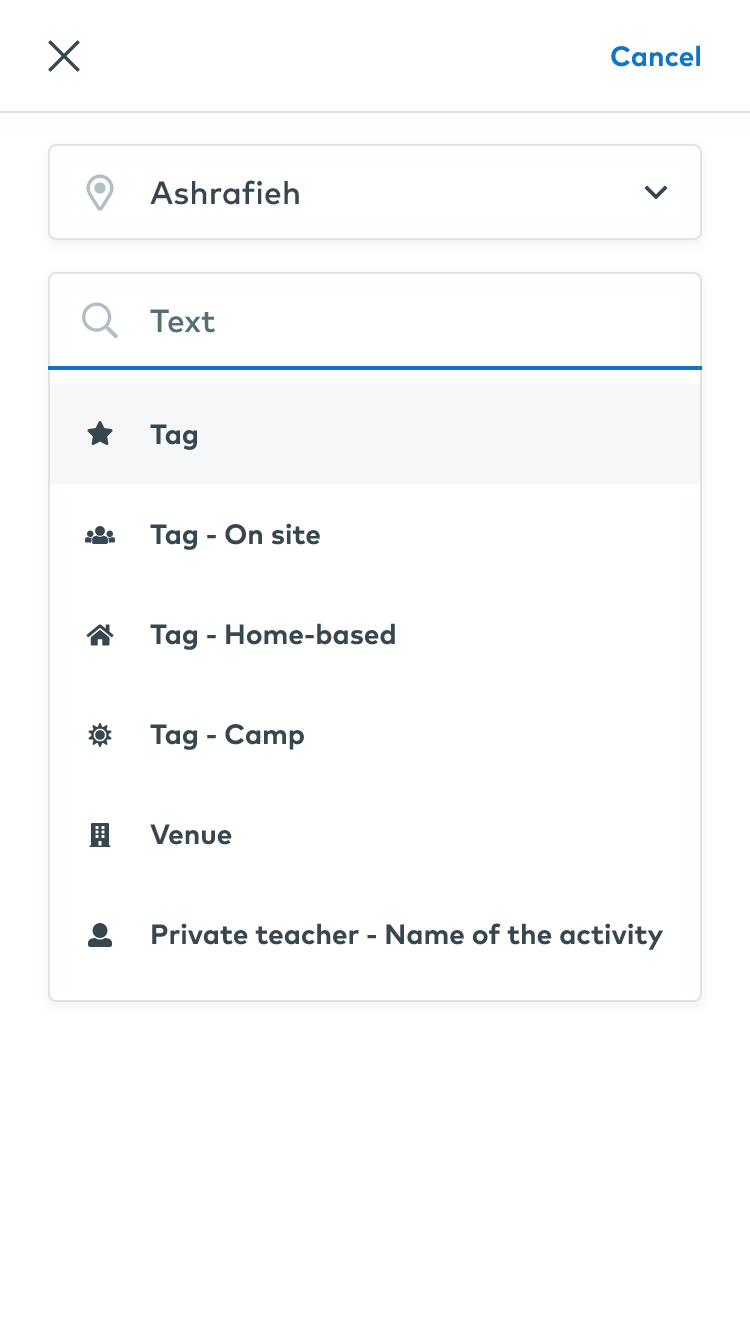 Cancel
Ashrafieh
Text
Tag
Tag - On site
Tag - Home-based
Tag - Camp
Venue
Private teacher - Name of the activity